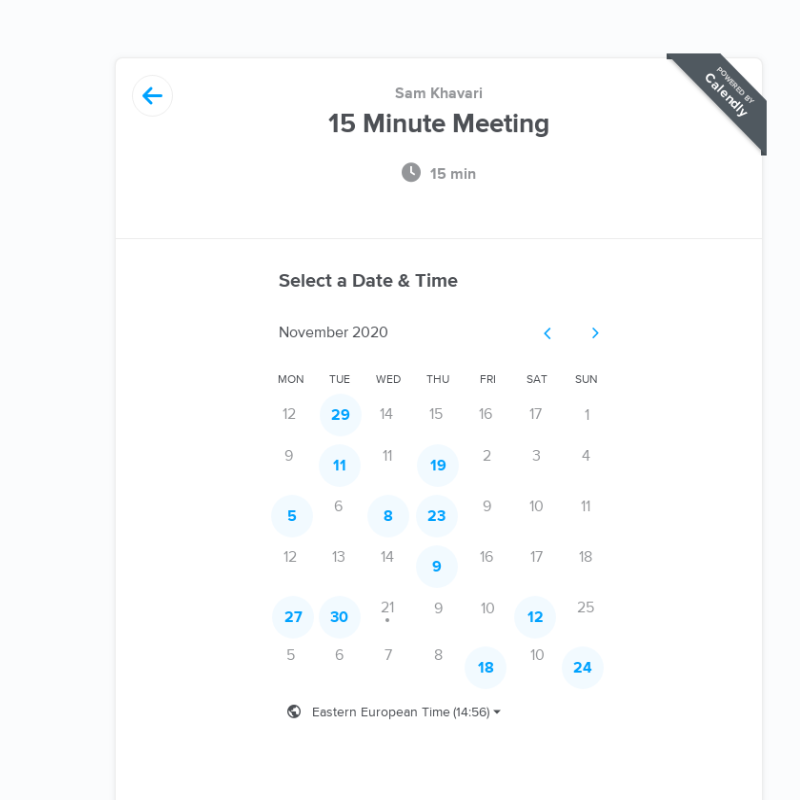 POWERED BY
Calendly
Sam Khavari
15 Minute Meeting
15 min
Select a Date & Time
November 2020
MON TUE WED THU FRI SAT SUN
12 29 14 15 16 17 1
9 11 11 19 2 3 4
5 6 8 23 9 10 11
12 13 14 9 16 17 18
27 30 21 9 10 12 25
5 6 7 8 18 10 24
Eastern European Time (14:56)